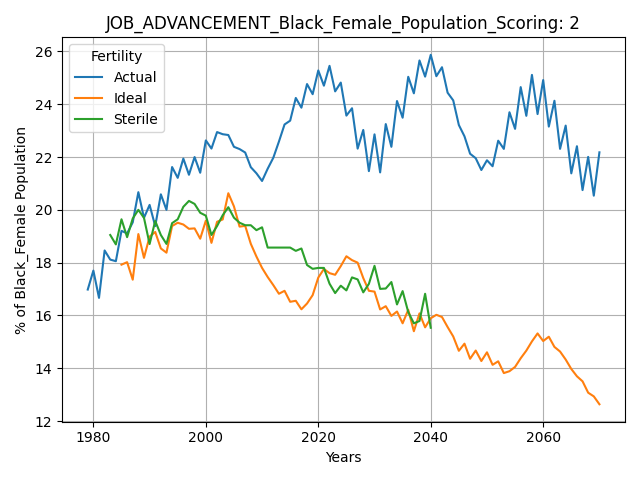 JOB_ADVANCEMENT_Black_Female_Population_Scoring: 2
Fertility
Actual
Ideal
Sterile
% of Black_Female Population
26
24
22
20
18
16
14
12
1980
2000
2020
2040
2060
Years